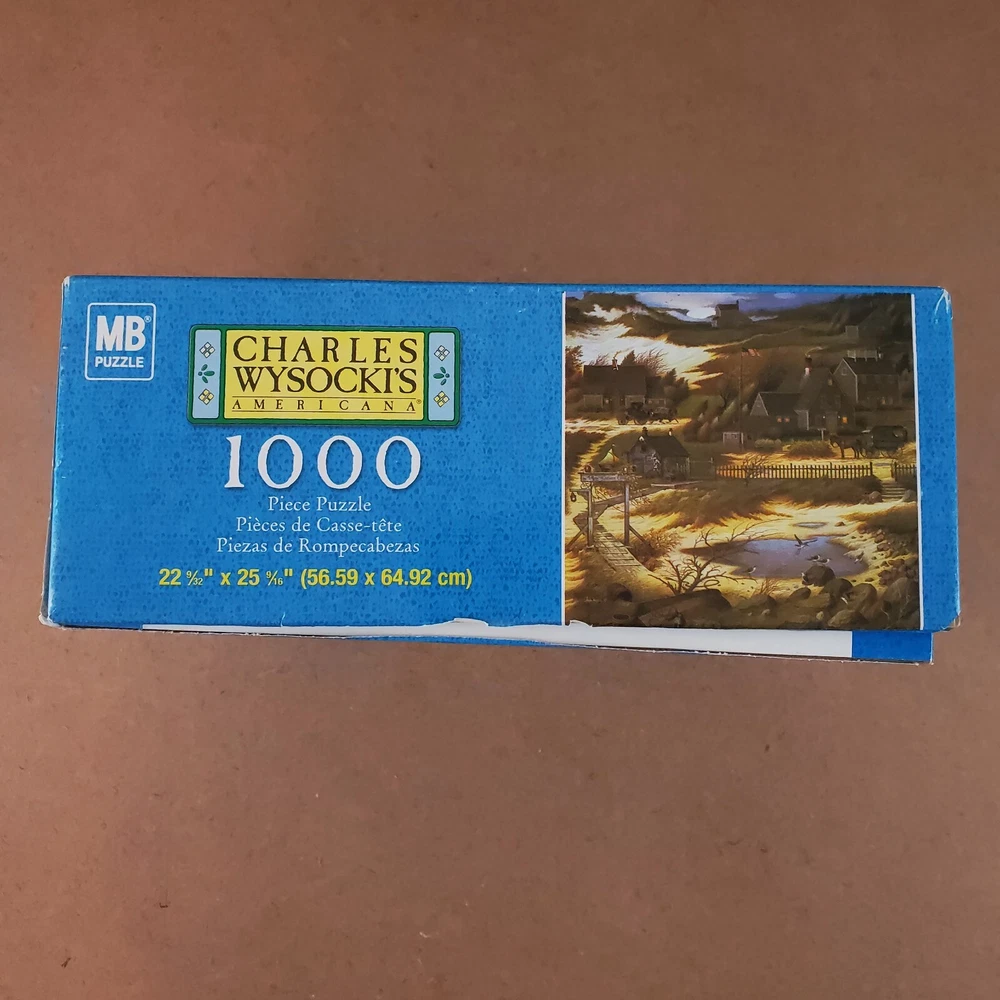 MB®
PUZZLE
CHARLES
WYSOCKI'S
AMERICANA®
1000
Piece Puzzle
Pièces de Casse-tête
Piezas de Rompecabezas
22 9/32" x 25 9/16" (56.59 x 64.92 cm)